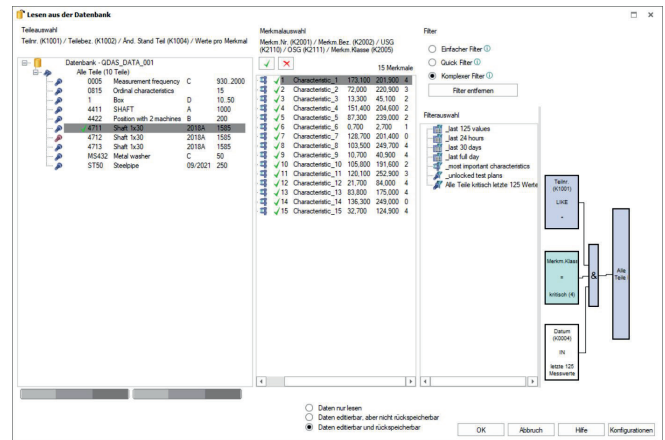 Lesen aus der Datenbank
Teileauswahl
Teilnr. (K1001) / Teilebez. (K1002) / Änd. Stand Teil (K1004) / Werte pro Merkmal
Datenbank - QDAS_DATA_001
Alle Teile (10 Teile)
0005 Measurement frequency C 930..2000
0815 Ordinal characteristics 15
1 Box D 10..50
4411 SHAFT A 1000
4422 Position with 2 machines B 200
4711 Shaft 1x30 2018A 1585
4712 Shaft 1x30 2018A 1585
4713 Shaft 1x30 2018A 1585
MS432 Metal washer C 50
ST50 Steelpipe 09/2021 250
Merkmalauswahl
Merkm.Nr. (K2001) / Merkm.Bez. (K2002) / USG
(K2110) / OSG (K2111) / Merkm.Klasse (K2005)
15 Merkmale
1 Characteristic_1 173,100 201,900 4
2 Characteristic_2 72,000 220,900 3
3 Characteristic_3 13,300 45,100 2
4 Characteristic_4 151,400 204,600 2
5 Characteristic_5 87,300 239,000 2
6 Characteristic_6 0,700 2,700 1
7 Characteristic_7 128,700 201,400 0
8 Characteristic_8 103,500 249,700 4
9 Characteristic_9 10,700 40,900 4
10 Characteristic_10 105,800 191,600 2
11 Characteristic_11 120,100 252,900 3
12 Characteristic_12 21,700 84,000 4
13 Characteristic_13 83,800 175,000 4
14 Characteristic_14 136,300 249,000 0
15 Characteristic_15 32,700 124,900 4
Filter
Einfacher Filter
Quick Filter
Komplexer Filter
Filter entfernen
Filterauswahl
_last 125 values
_last 24 hours
_last 30 days
_last full day
_most important characteristics
_unlocked test plans
Alle Teile kritisch letzte 125 Werte
Teilnr.
(K1001)
LIKE
Merkm.Klass
=
kritisch (4)
Datum
(K0004)
IN
letzte 125
Messwerte
&
Alle
Teile
Daten nur lesen
Daten editierbar, aber nicht rückspeicherbar
Daten editierbar und rückspeicherbar
OK
Abbruch
Hilfe
Konfigurationen